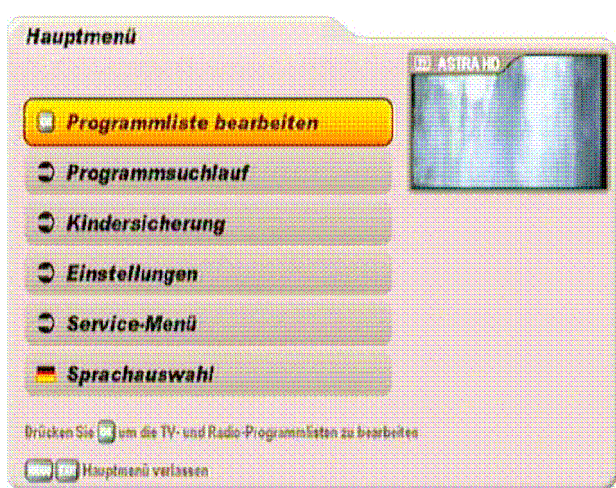 Hauptmenü
ASTRA HD
Programmliste bearbeiten
Programmsuchlauf
Kindersicherung
Einstellungen
Service-Menü
Sprachauswahl
Drücken Sie OK um die TV- und Radio-Programmlisten zu bearbeiten
Hauptmenü verlassen